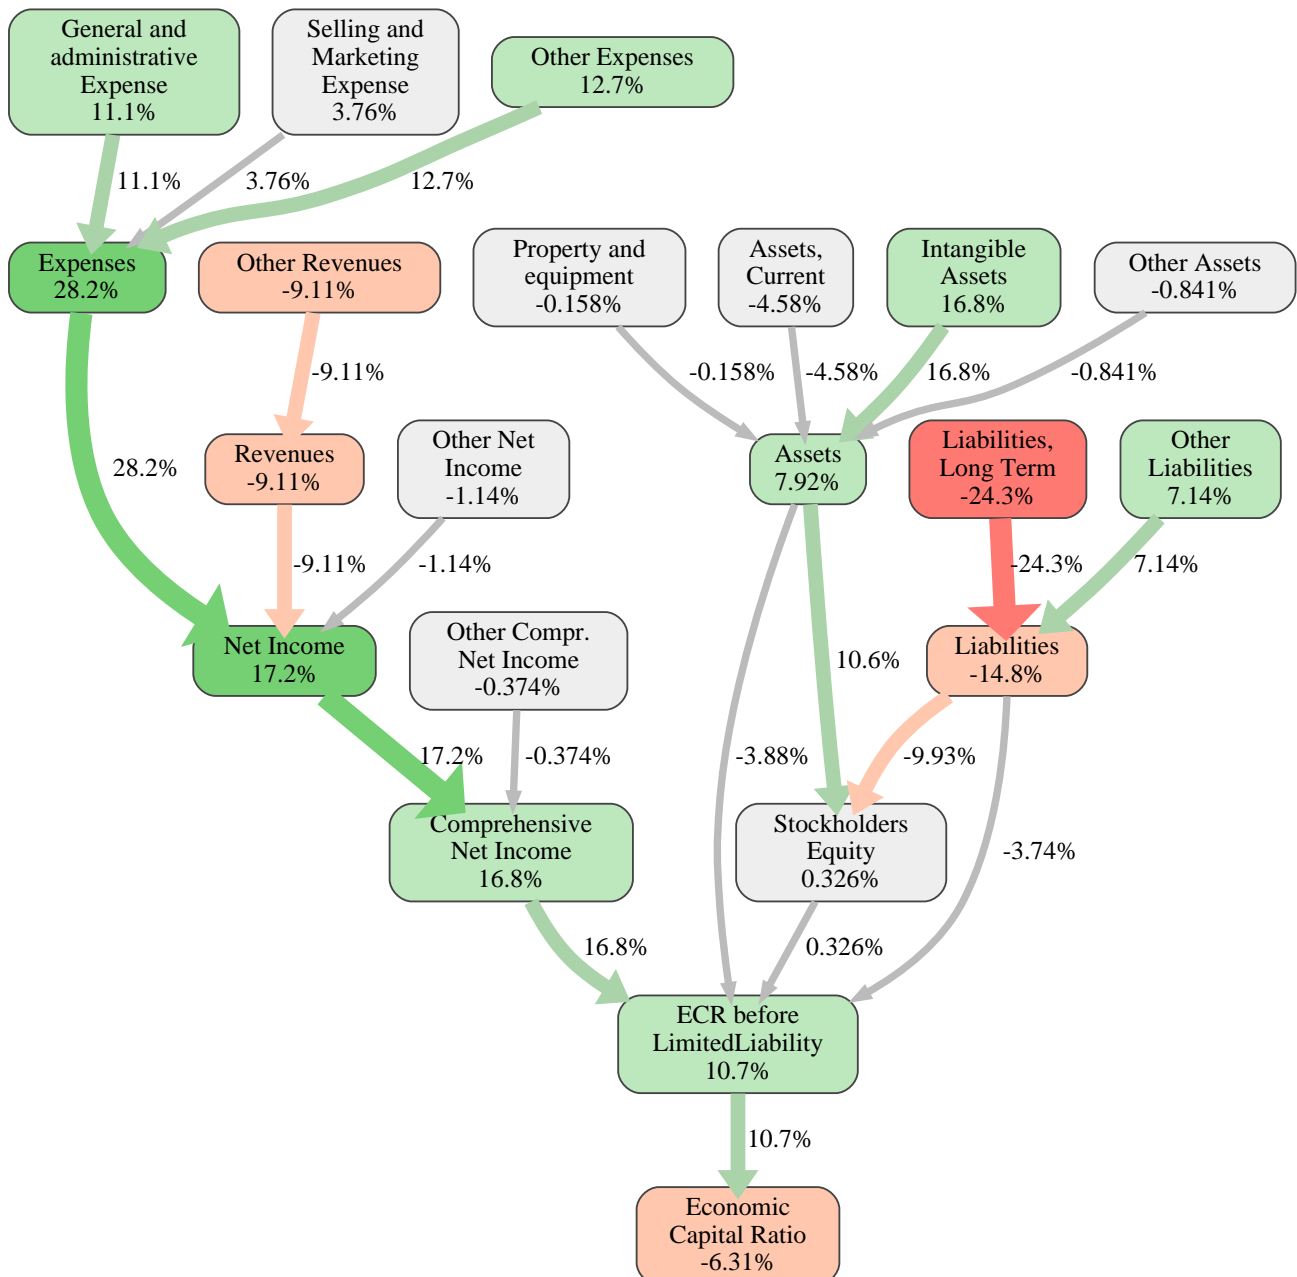 General and
administrative
Expense
11.1%
Selling and
Marketing
Expense
3.76%
Other Expenses
12.7%
11.1%
3.76%
12.7%
Expenses
28.2%
Other Revenues
-9.11%
Property and
equipment
-0.158%
Assets,
Current
-4.58%
Intangible
Assets
16.8%
Other Assets
-0.841%
-9.11%
-0.158%
-4.58%
16.8%
-0.841%
28.2%
Revenues
-9.11%
Other Net
Income
-1.14%
Assets
7.92%
Liabilities,
Long Term
-24.3%
Other
Liabilities
7.14%
-9.11%
-1.14%
-24.3%
7.14%
Net Income
17.2%
Other Compr.
Net Income
-0.374%
10.6%
Liabilities
-14.8%
17.2%
-0.374%
-3.88%
-9.93%
Comprehensive
Net Income
16.8%
Stockholders
Equity
0.326%
-3.74%
16.8%
0.326%
ECR before
LimitedLiability
10.7%
10.7%
Economic
Capital Ratio
-6.31%